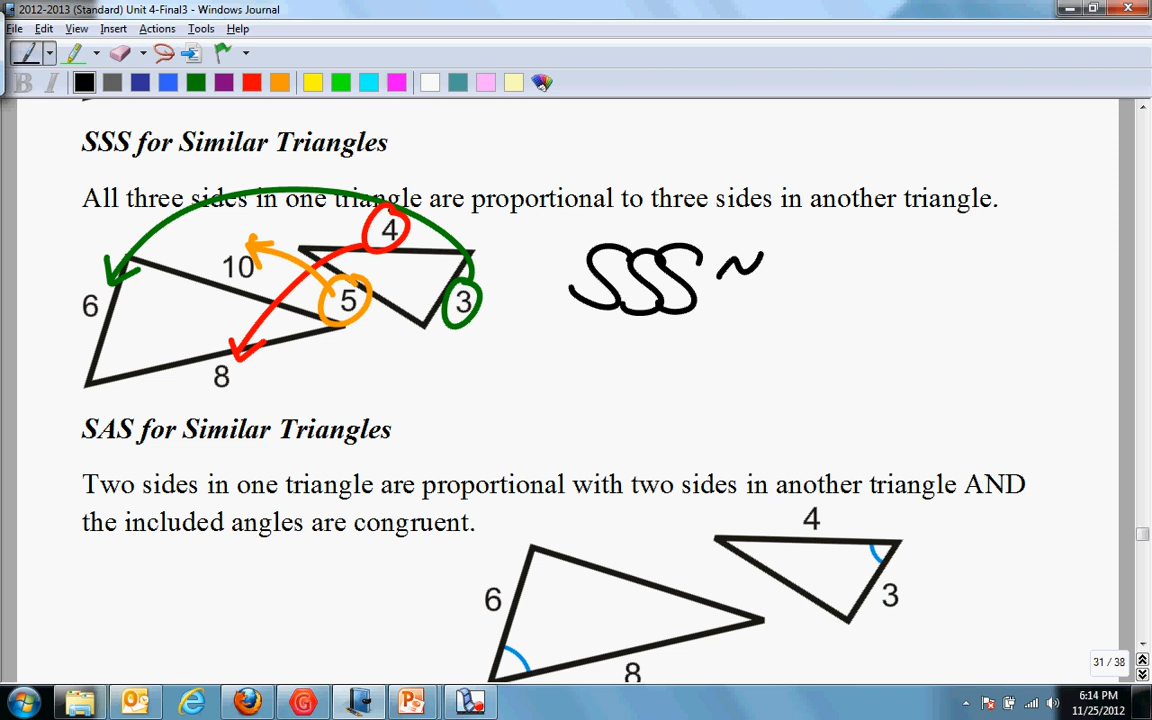 2012-2013 (Standard) Unit 4-Final3 - Windows Journal
File Edit View Insert Actions Tools Help
B I
SSS for Similar Triangles
All three sides in one triangle are proportional to three sides in another triangle.
4
10
6
5
3
8
SSS ~
SAS for Similar Triangles
Two sides in one triangle are proportional with two sides in another triangle AND
the included angles are congruent.
4
6
3
8
31 / 38
6:14 PM
11/25/2012